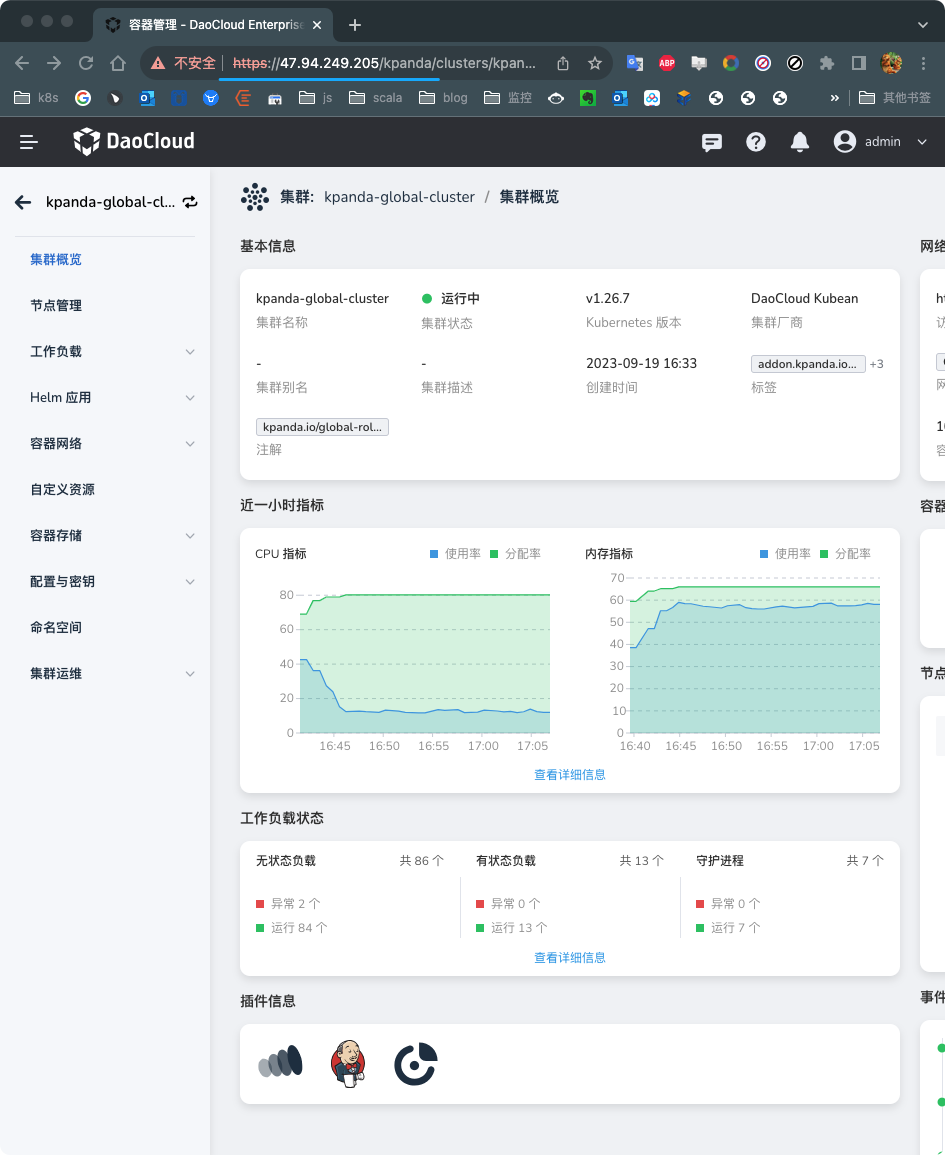 容器管理 - DaoCloud Enterpris
不安全
https://47.94.249.205/kpanda/clusters/kpan...
ABP
k8s
js
scala
blog
监控
»
其他书签
DaoCloud
admin
kpanda-global-cl...
集群: kpanda-global-cluster / 集群概览
集群概览
节点管理
工作负载
Helm 应用
容器网络
自定义资源
容器存储
配置与密钥
命名空间
集群运维
基本信息
kpanda-global-cluster
集群名称
运行中
集群状态
v1.26.7
Kubernetes 版本
DaoCloud Kubean
集群厂商
-
集群别名
-
集群描述
2023-09-19 16:33
创建时间
addon.kpanda.io... +3
标签
kpanda.io/global-rol...
注解
近一小时指标
CPU 指标 使用率 分配率
80
60
40
20
0
16:45 16:50 16:55 17:00 17:05
内存指标 使用率 分配率
70
60
50
40
30
20
10
0
16:40 16:45 16:50 16:55 17:00 17:05
查看详细信息
工作负载状态
无状态负载 共 86 个
异常 2 个
运行 84 个
有状态负载 共 13 个
异常 0 个
运行 13 个
守护进程 共 7 个
异常 0 个
运行 7 个
查看详细信息
插件信息
网络
容器
节点
事件